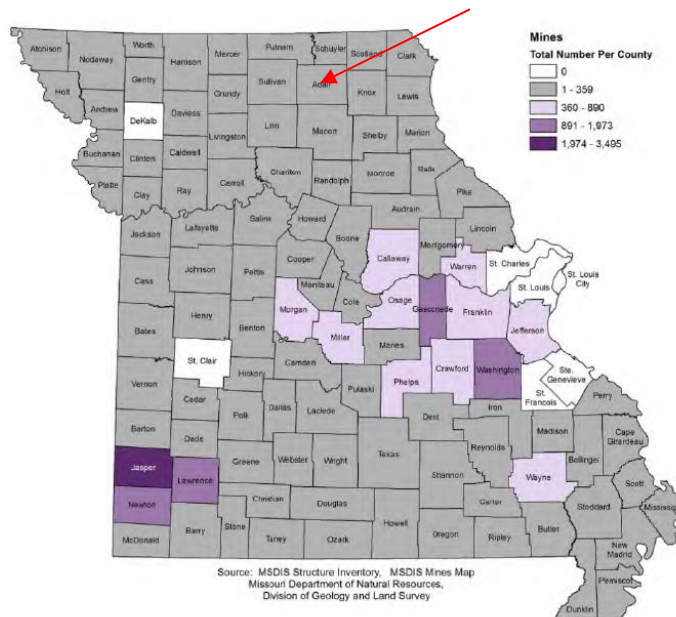 Mines
Total Number Per County
0
1 - 359
360 - 890
891 - 1,973
1,974 - 3,495
Atchison
Nodaway
Worth
Harrison
Mercer
Putnam
Schuyler
Scotland
Clark
Holt
Gentry
Sullivan
Adair
Knox
Lewis
Andrew
DeKalb
Daviess
Grundy
Livingston
Linn
Macon
Shelby
Marion
Buchanan
Clinton
Caldwell
Chariton
Randolph
Monroe
Ralls
Pike
Platte
Clay
Ray
Carroll
Audrain
Jackson
Lafayette
Saline
Howard
Boone
Callaway
Montgomery
Lincoln
Warren
St. Charles
St. Louis
St. Louis
City
Cass
Johnson
Pettis
Cooper
Moniteau
Cole
Osage
Gasconade
Franklin
Jefferson
Bates
Henry
Benton
Morgan
Miller
Camden
Maries
Phelps
Crawford
Washington
Ste.
Genevieve
St.
Francois
Perry
Vernon
St. Clair
Hickory
Cedar
Polk
Dallas
Laclede
Pulaski
Dent
Iron
Madison
Cape
Girardeau
Bollinger
Barton
Dade
Greene
Webster
Wright
Texas
Shannon
Reynolds
Wayne
Scott
Mississippi
Stoddard
Jasper
Lawrence
Newton
McDonald
Barry
Stone
Christian
Taney
Douglas
Ozark
Howell
Oregon
Carter
Ripley
Butler
New
Madrid
Pemiscot
Dunklin
Source: MSDIS Structure Inventory, MSDIS Mines Map
Missouri Department of Natural Resources,
Division of Geology and Land Survey